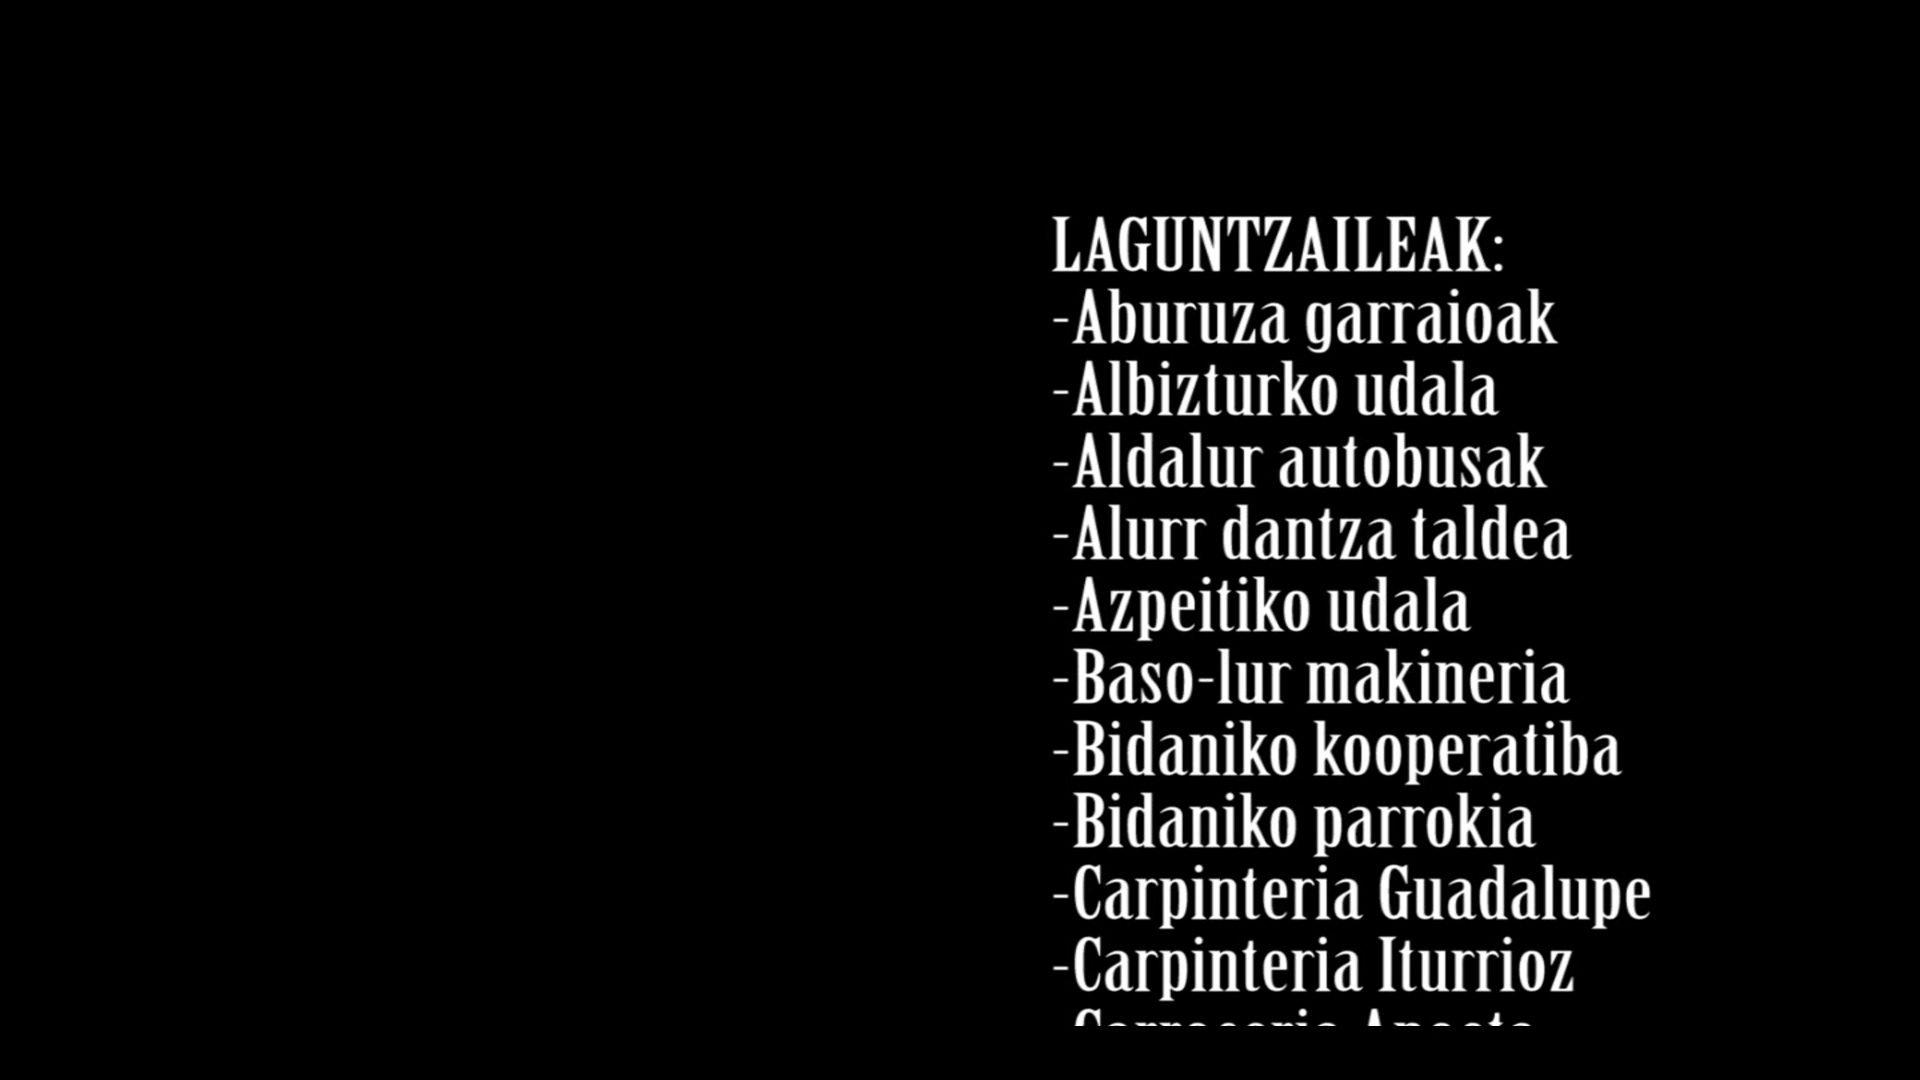 LAGUNTZAILEAK:
-Aburuza garraioak
-Albizturko udala
-Aldalur autobusak
-Alurr dantza taldea
-Azpeitiko udala
-Baso-lur makineria
-Bidaniko kooperatiba
-Bidaniko parrokia
-Carpinteria Guadalupe
-Carpinteria Iturrioz